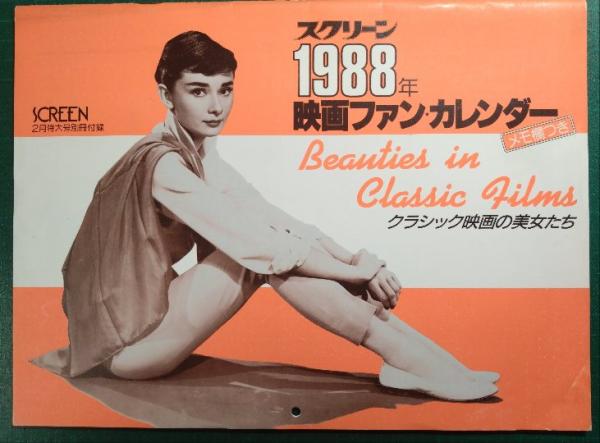 スクリーン
1988年
映画ファン・カレンダー
メモ欄つき
SCREEN
2月特大号別冊付録
Beauties in
Classic Films
クラシック映画の美女たち